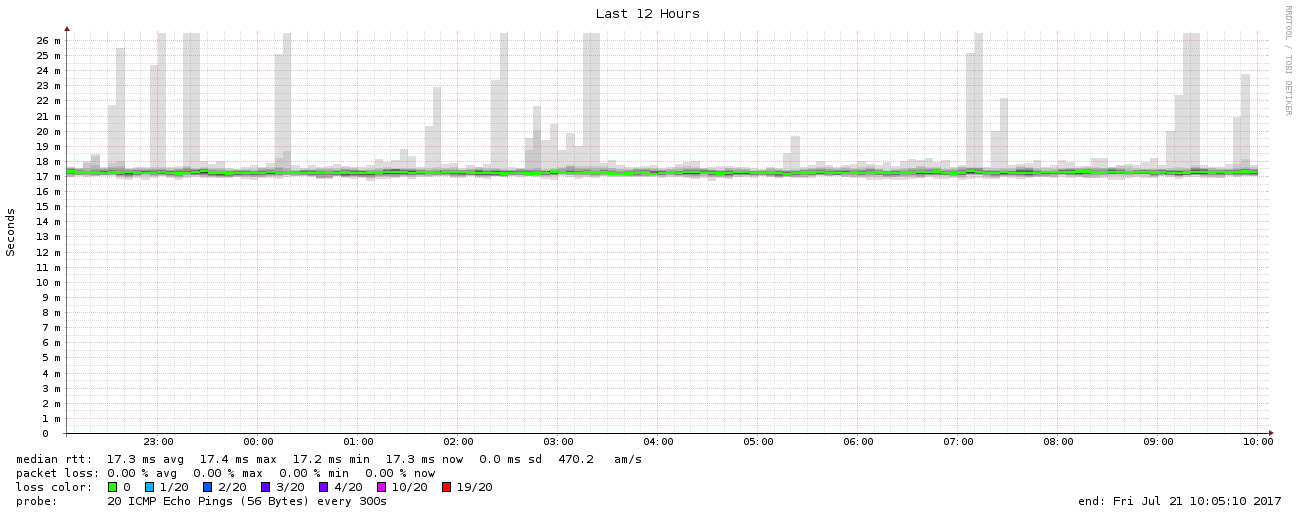 Last 12 Hours
RRDTOOL / TOBI OETIKER
Seconds
26 m
25 m
24 m
23 m
22 m
21 m
20 m
19 m
18 m
17 m
16 m
15 m
14 m
13 m
12 m
11 m
10 m
9 m
8 m
7 m
6 m
5 m
4 m
3 m
2 m
1 m
0
23:00 00:00 01:00 02:00 03:00 04:00 05:00 06:00 07:00 08:00 09:00 10:00
median rtt: 17.3 ms avg 17.4 ms max 17.2 ms min 17.3 ms now 0.0 ms sd 470.2 am/s
packet loss: 0.00 % avg 0.00 % max 0.00 % min 0.00 % now
loss color: 0 1/20 2/20 3/20 4/20 10/20 19/20
probe: 20 ICMP Echo Pings (56 Bytes) every 300s end: Fri Jul 21 10:05:10 2017